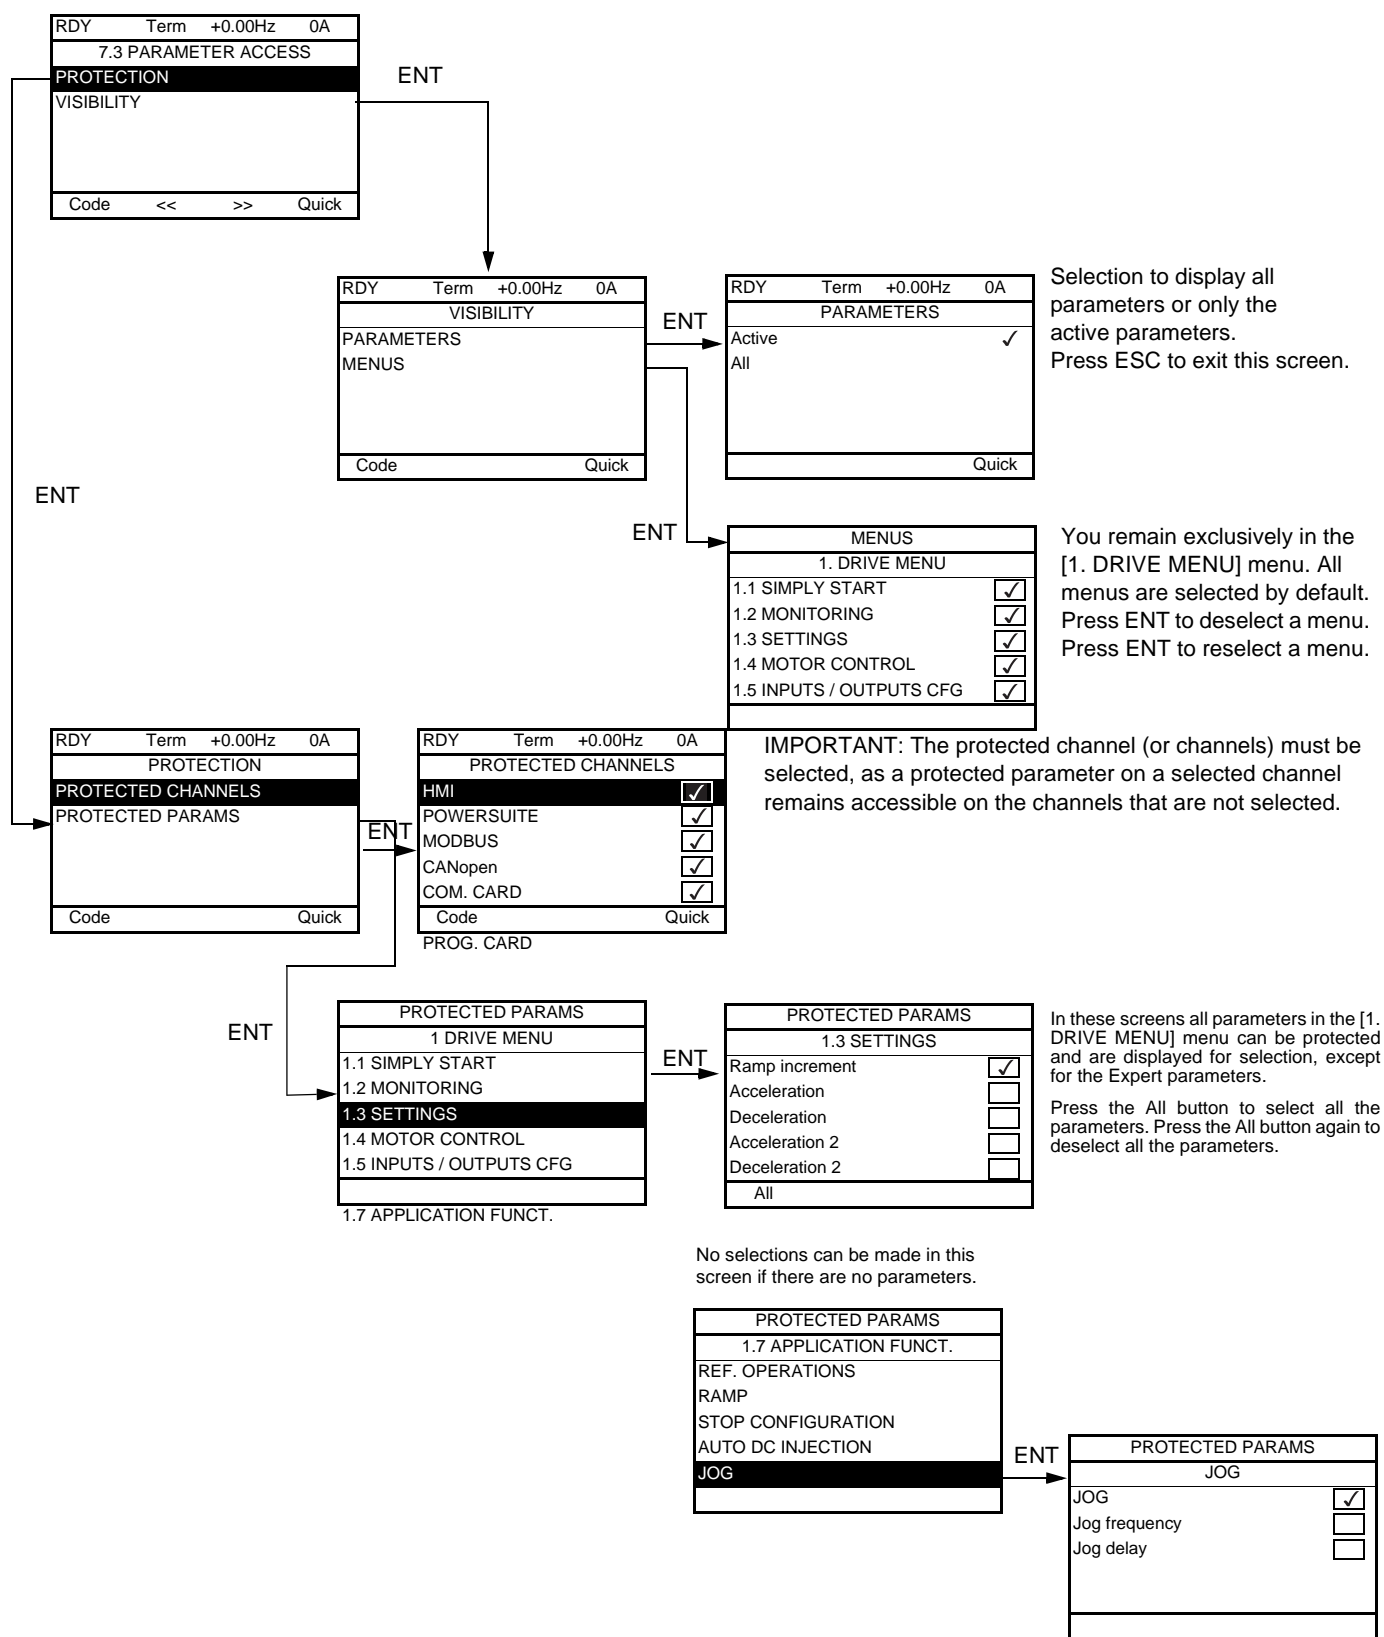 RDY Term +0.00Hz 0A
7.3 PARAMETER ACCESS
PROTECTION
VISIBILITY
Code << >> Quick
ENT
RDY Term +0.00Hz 0A
VISIBILITY
PARAMETERS
MENUS
Code Quick
ENT
RDY Term +0.00Hz 0A
PARAMETERS
Active ✓
All
Quick
Selection to display all
parameters or only the
active parameters.
Press ESC to exit this screen.
ENT
ENT
MENUS
1. DRIVE MENU
1.1 SIMPLY START ✓
1.2 MONITORING ✓
1.3 SETTINGS ✓
1.4 MOTOR CONTROL ✓
1.5 INPUTS / OUTPUTS CFG ✓
You remain exclusively in the
[1. DRIVE MENU] menu. All
menus are selected by default.
Press ENT to deselect a menu.
Press ENT to reselect a menu.
RDY Term +0.00Hz 0A
PROTECTION
PROTECTED CHANNELS
PROTECTED PARAMS
Code Quick
ENT
RDY Term +0.00Hz 0A
PROTECTED CHANNELS
HMI ✓
POWERSUITE ✓
MODBUS ✓
CANopen ✓
COM. CARD ✓
Code Quick
PROG. CARD
IMPORTANT: The protected channel (or channels) must be
selected, as a protected parameter on a selected channel
remains accessible on the channels that are not selected.
ENT
PROTECTED PARAMS
1 DRIVE MENU
1.1 SIMPLY START
1.2 MONITORING
1.3 SETTINGS
1.4 MOTOR CONTROL
1.5 INPUTS / OUTPUTS CFG
1.7 APPLICATION FUNCT.
ENT
PROTECTED PARAMS
1.3 SETTINGS
Ramp increment ✓
Acceleration
Deceleration
Acceleration 2
Deceleration 2
All
In these screens all parameters in the [1.
DRIVE MENU] menu can be protected
and are displayed for selection, except
for the Expert parameters.
Press the All button to select all the
parameters. Press the All button again to
deselect all the parameters.
No selections can be made in this
screen if there are no parameters.
PROTECTED PARAMS
1.7 APPLICATION FUNCT.
REF. OPERATIONS
RAMP
STOP CONFIGURATION
AUTO DC INJECTION
JOG
ENT
PROTECTED PARAMS
JOG
JOG ✓
Jog frequency
Jog delay